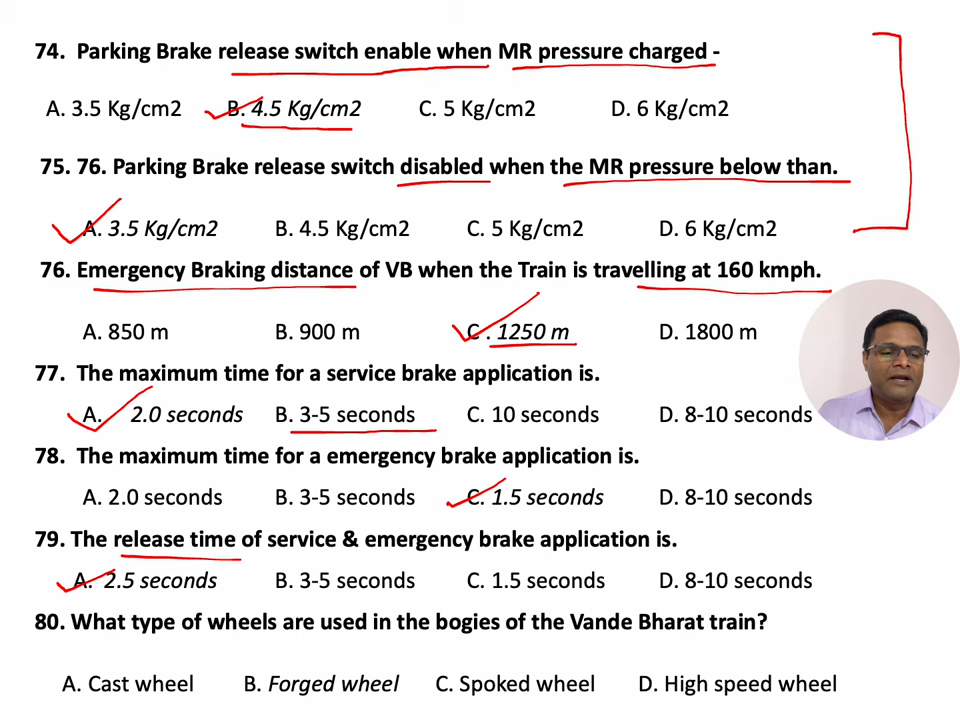 74. Parking Brake release switch enable when MR pressure charged -
A. 3.5 Kg/cm2 B. 4.5 Kg/cm2 C. 5 Kg/cm2 D. 6 Kg/cm2
75. 76. Parking Brake release switch disabled when the MR pressure below than.
A. 3.5 Kg/cm2 B. 4.5 Kg/cm2 C. 5 Kg/cm2 D. 6 Kg/cm2
76. Emergency Braking distance of VB when the Train is travelling at 160 kmph.
A. 850 m B. 900 m C . 1250 m D. 1800 m
77. The maximum time for a service brake application is.
A. 2.0 seconds B. 3-5 seconds C. 10 seconds D. 8-10 seconds
78. The maximum time for a emergency brake application is.
A. 2.0 seconds B. 3-5 seconds C. 1.5 seconds D. 8-10 seconds
79. The release time of service & emergency brake application is.
A. 2.5 seconds B. 3-5 seconds C. 1.5 seconds D. 8-10 seconds
80. What type of wheels are used in the bogies of the Vande Bharat train?
A. Cast wheel B. Forged wheel C. Spoked wheel D. High speed wheel